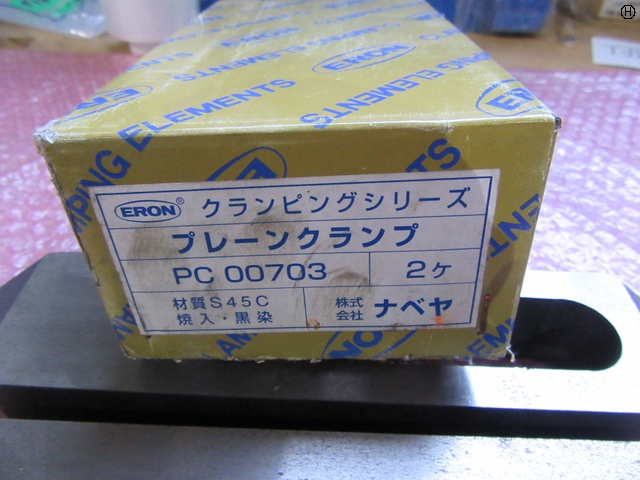 CLAMPING ELEMENTS
ERON
ERON
ERON クランピングシリーズ
プレーンクランプ
PC 00703 2ヶ
材質S45C
焼入・黒染
株式会社 ナベヤ